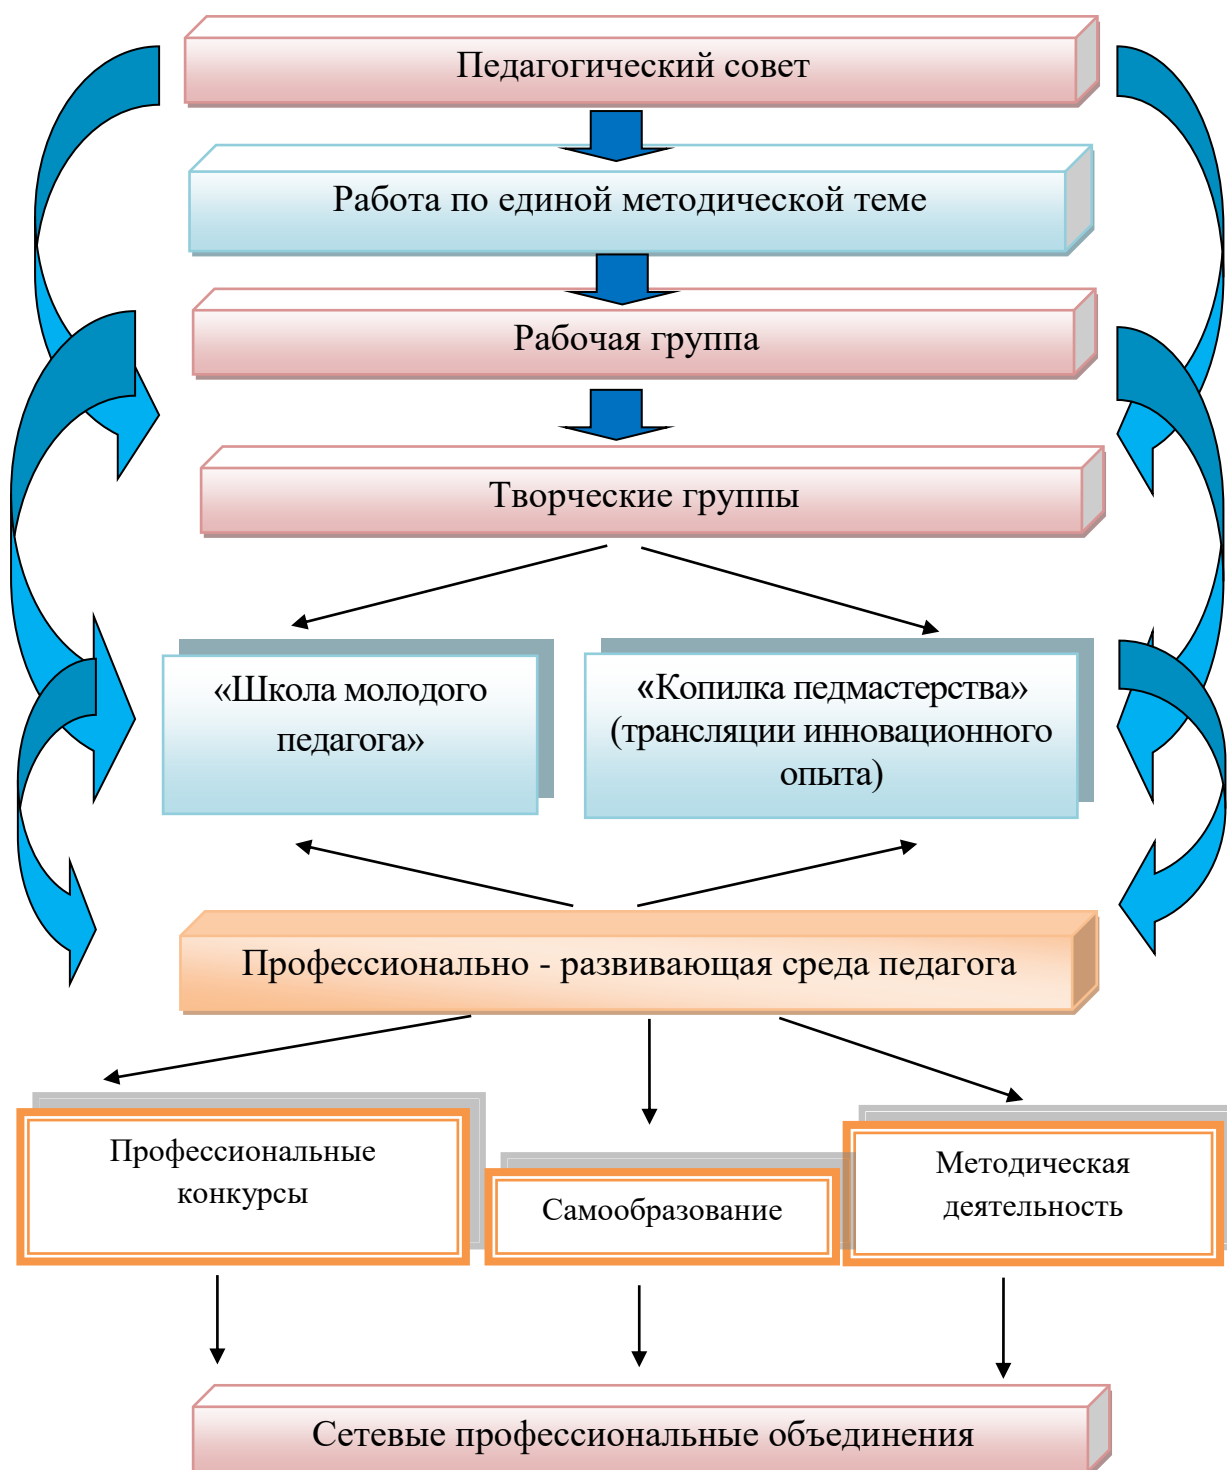 Педагогический совет
Работа по единой методической теме
Рабочая группа
Творческие группы
«Школа молодого
педагога»
«Копилка педмастерства»
(трансляции инновационного
опыта)
Профессионально - развивающая среда педагога
Профессиональные
конкурсы
Самообразование
Методическая
деятельность
Сетевые профессиональные объединения